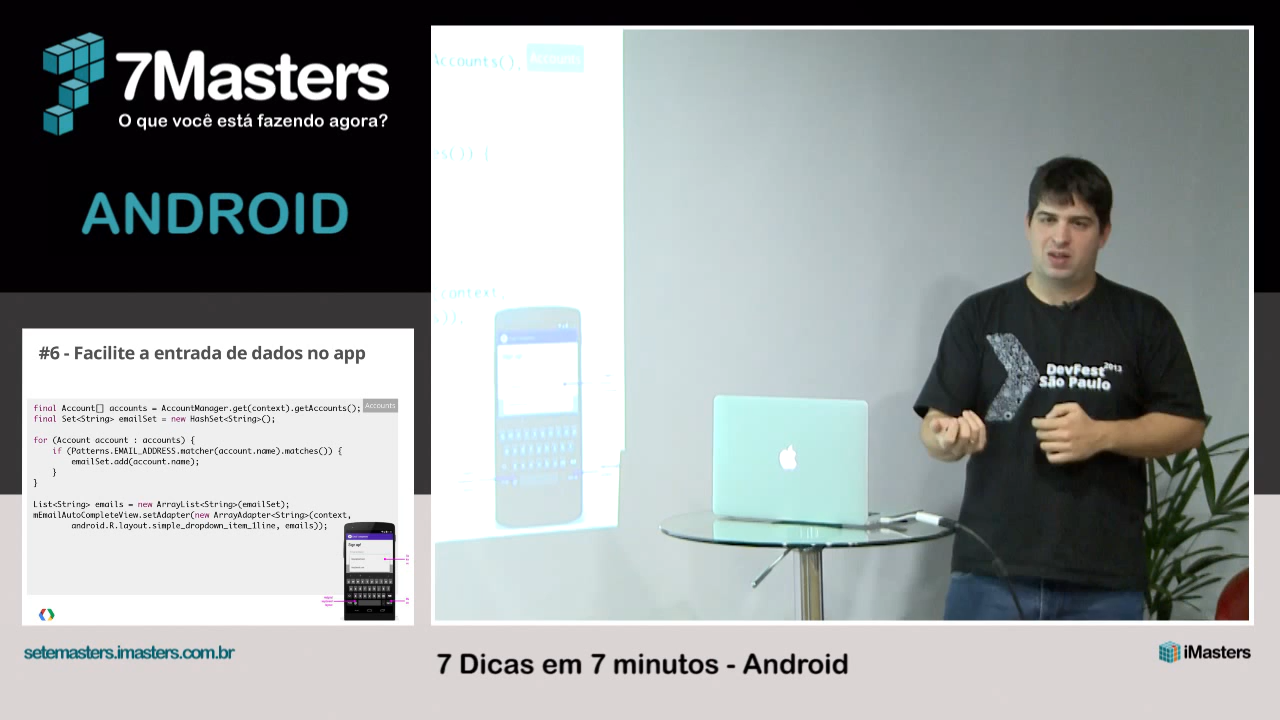 7Masters
O que você está fazendo agora?
ANDROID
#6 - Facilite a entrada de dados no app
final Account[] accounts = AccountManager.get(context).getAccounts();
Accounts
final Set<String> emailSet = new HashSet<String>();
for (Account account : accounts) {
if (Patterns.EMAIL_ADDRESS.matcher(account.name).matches()) {
emailSet.add(account.name);
}
}
List<String> emails = new ArrayList<String>(emailSet);
mEmailAutoCompleteView.setAdapter(new ArrayAdapter<String>(context,
android.R.layout.simple_dropdown_item_1line, emails));
Sign up!
setemasters.imasters.com.br
Accounts(),
Accounts
es()) {
context,
DevFest 2013
São Paulo
7 Dicas em 7 minutos - Android
iMasters